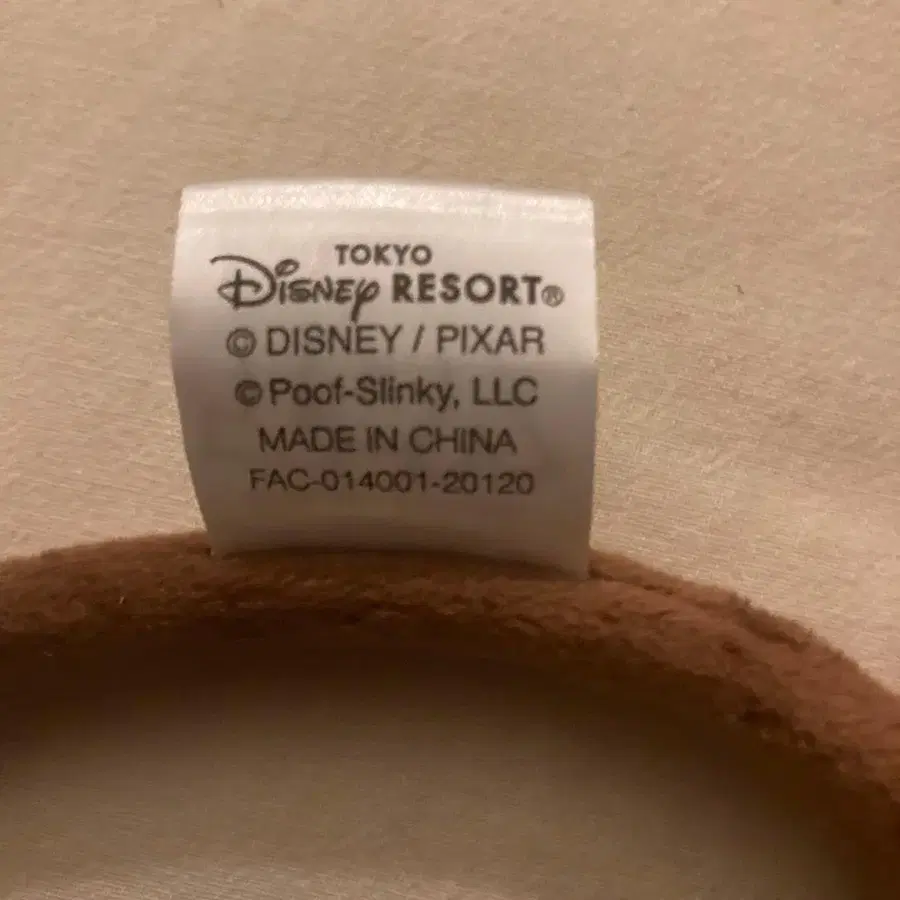 TOKYO
Disney RESORT®
© DISNEY / PIXAR
© Poof-Slinky, LLC
MADE IN CHINA
FAC-014001-20120